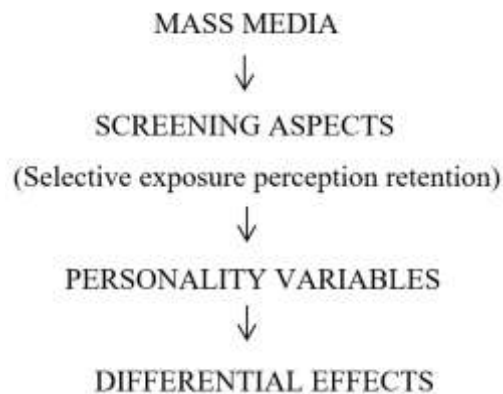 MASS MEDIA
SCREENING ASPECTS
(Selective exposure perception retention)
PERSONALITY VARIABLES
DIFFERENTIAL EFFECTS